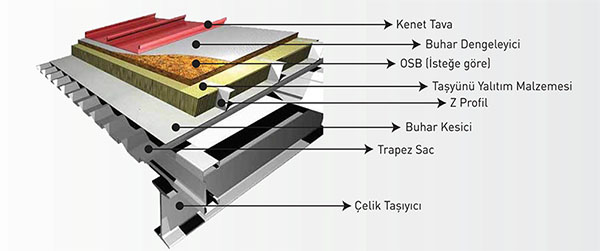 Kenet Tava
Buhar Dengeleyici
OSB (İsteğe göre)
Taşyünü Yalıtım Malzemesi
Z Profil
Buhar Kesici
Trapez Sac
Çelik Taşıyıcı